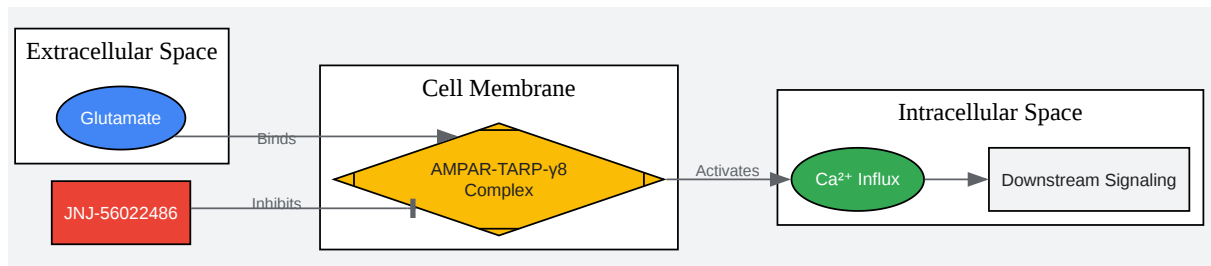 Extracellular Space
Glutamate
Binds
JNJ-56022486
Inhibits
Cell Membrane
AMPAR-TARP-γ8
Complex
Activates
Intracellular Space
Ca²⁺ Influx
Downstream Signaling